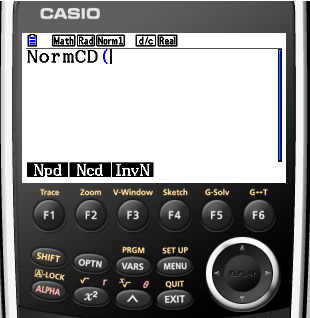 CASIO
Math Rad Norm1 d/c Real
NormCD(
Npd Ncd InvN
Trace Zoom V-Window Sketch G-Solv G↔T
F1 F2 F3 F4 F5 F6
PRGM SET UP
SHIFT OPTN VARS MENU
A-LOCK √ r ˣ√ θ QUIT
ALPHA x² ^ EXIT
REPLAY